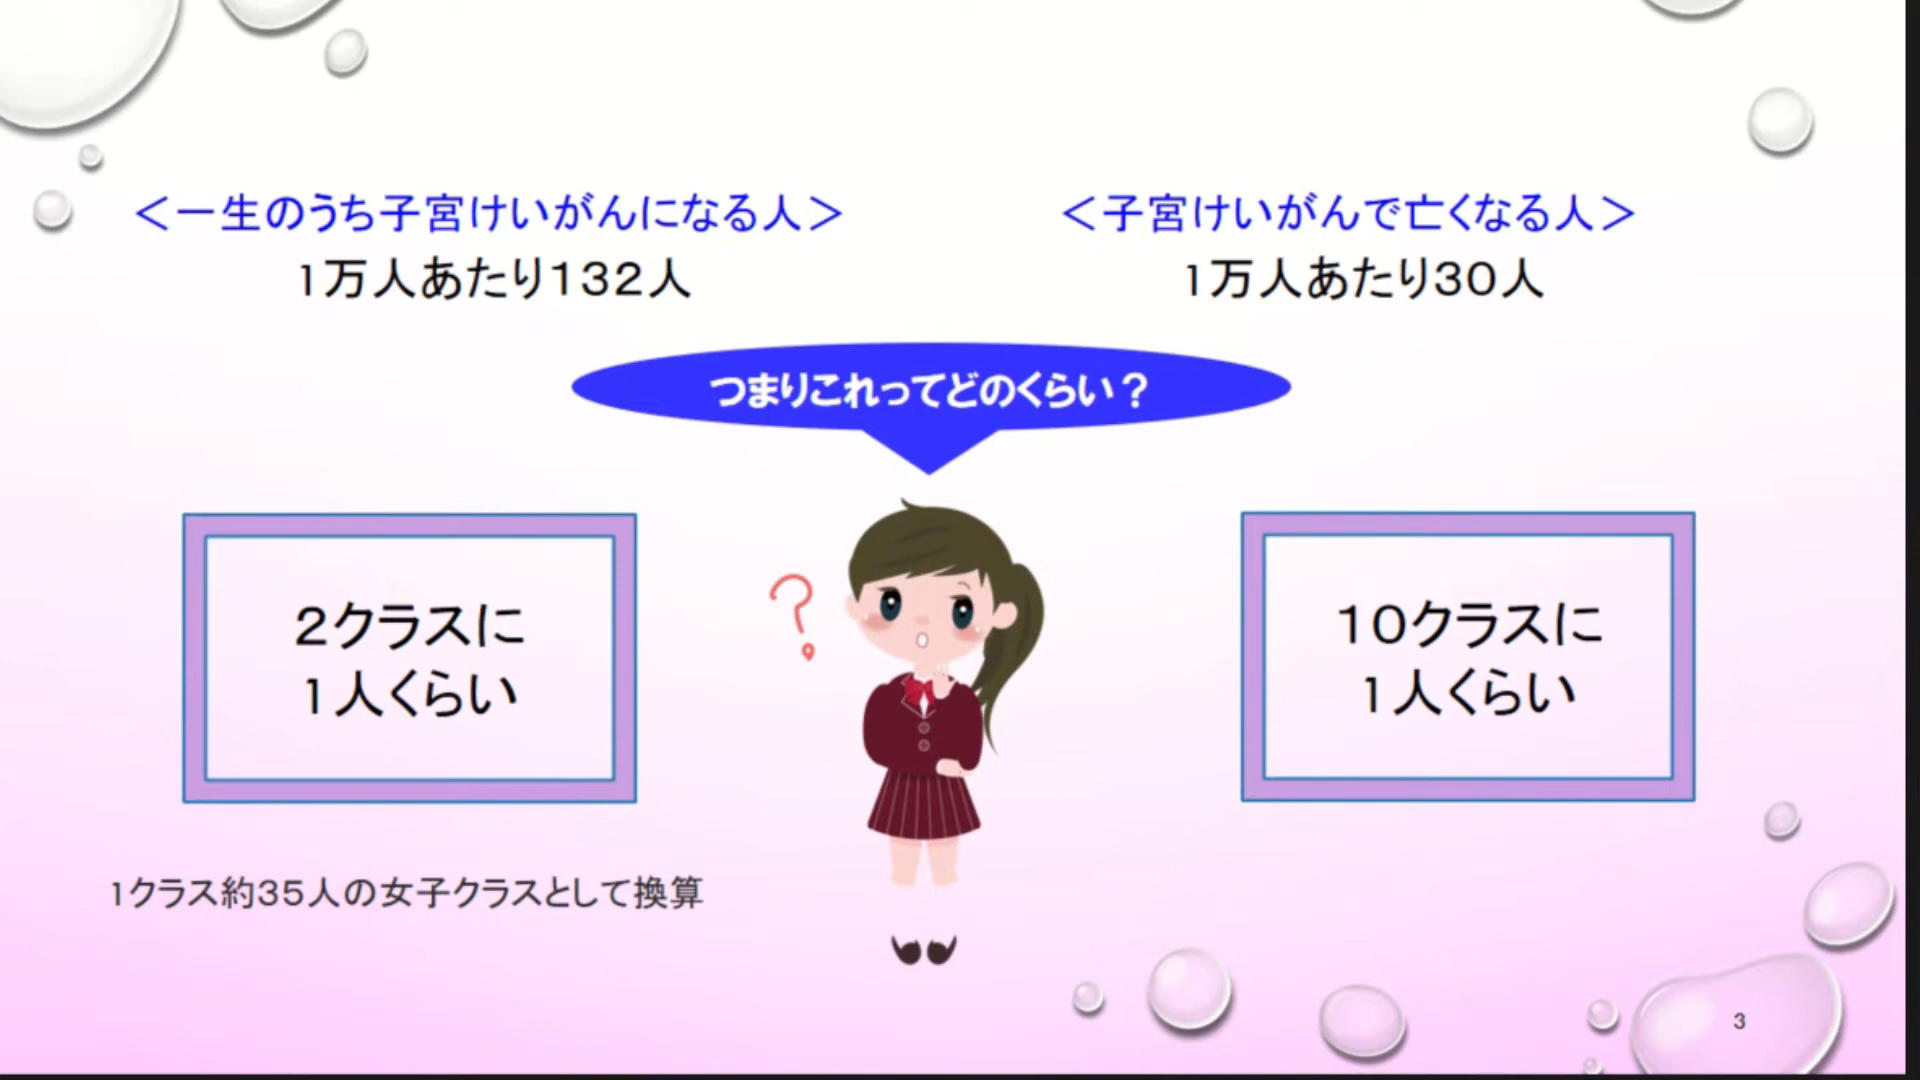 ＜一生のうち子宮けいがんになる人＞
1万人あたり132人
＜子宮けいがんで亡くなる人＞
1万人あたり30人
つまりこれってどのくらい？
2クラスに
1人くらい
?
10クラスに
1人くらい
1クラス約35人の女子クラスとして換算
3